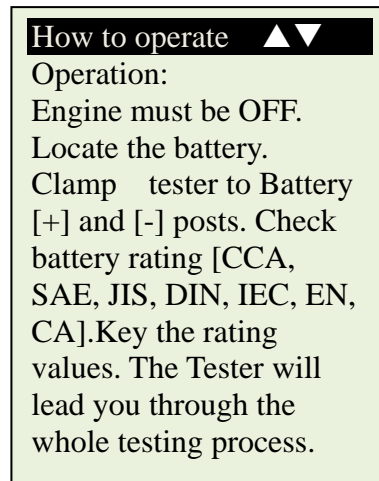 How to operate ▲▼
Operation:
Engine must be OFF.
Locate the battery.
Clamp tester to Battery
[+] and [-] posts. Check
battery rating [CCA,
SAE, JIS, DIN, IEC, EN,
CA].Key the rating
values. The Tester will
lead you through the
whole testing process.